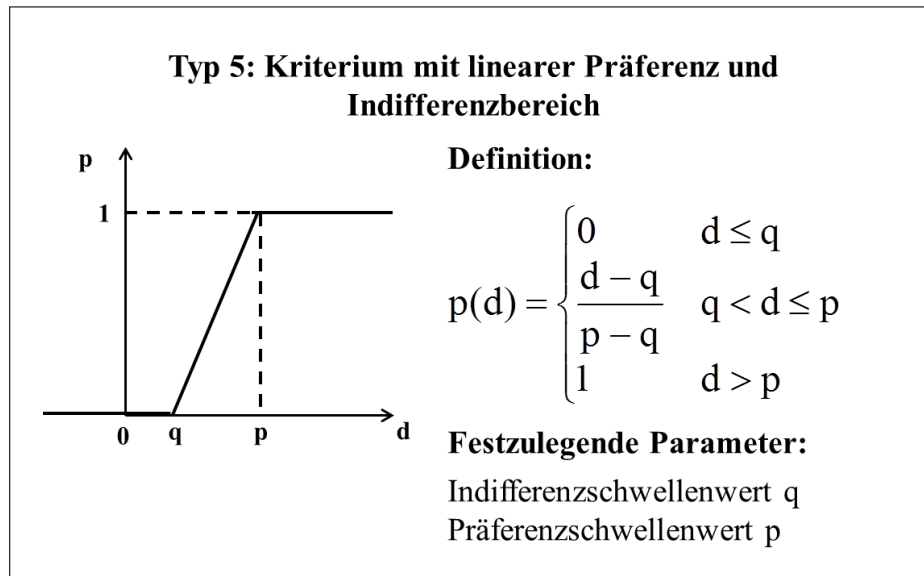 Typ 5: Kriterium mit linearer Präferenz und
Indifferenzbereich
p
1
0 q p d
Definition:
p(d) = { 0 d ≤ q
d − q / p − q q < d ≤ p
1 d > p
Festzulegende Parameter:
Indifferenzschwellenwert q
Präferenzschwellenwert p